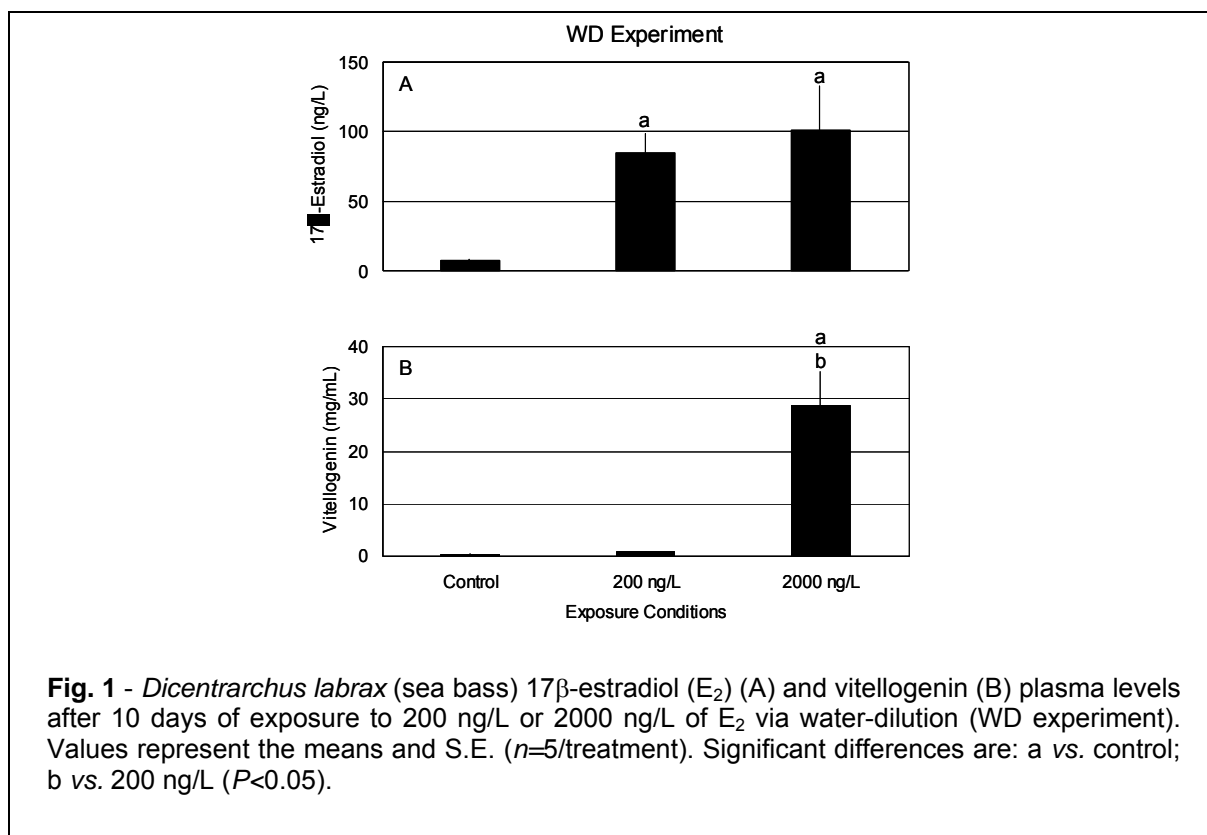 WD Experiment
150
100
50
0
17█-Estradiol (ng/L)
A
a
a
40
30
20
10
0
Vitellogenin (mg/mL)
B
a
b
Control 200 ng/L 2000 ng/L
Exposure Conditions
Fig. 1 - Dicentrarchus labrax (sea bass) 17β-estradiol (E₂) (A) and vitellogenin (B) plasma levels
after 10 days of exposure to 200 ng/L or 2000 ng/L of E₂ via water-dilution (WD experiment).
Values represent the means and S.E. (n=5/treatment). Significant differences are: a vs. control;
b vs. 200 ng/L (P<0.05).